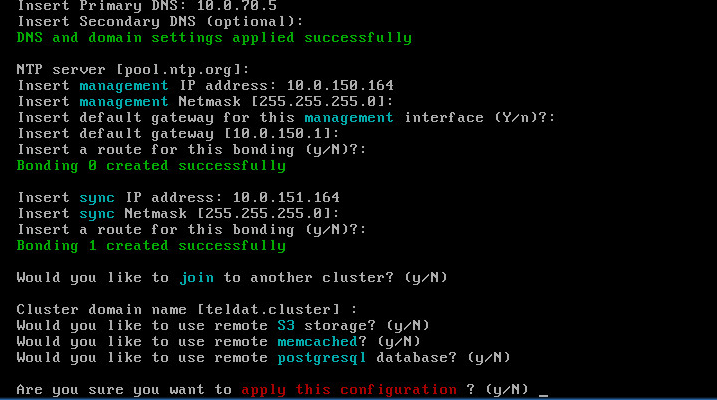 Insert Primary DNS: 10.0.70.5
Insert Secondary DNS (optional):
DNS and domain settings applied successfully
NTP server [pool.ntp.org]:
Insert management IP address: 10.0.150.164
Insert management Netmask [255.255.255.0]:
Insert default gateway for this management interface (Y/n)?:
Insert default gateway [10.0.150.1]:
Insert a route for this bonding (y/N)?:
Bonding 0 created successfully
Insert sync IP address: 10.0.151.164
Insert sync Netmask [255.255.255.0]:
Insert a route for this bonding (y/N)?:
Bonding 1 created successfully
Would you like to join to another cluster? (y/N)
Cluster domain name [teldat.cluster] :
Would you like to use remote S3 storage? (y/N)
Would you like to use remote memcached? (y/N)
Would you like to use remote postgresql database? (y/N)
Are you sure you want to apply this configuration ? (y/N) _